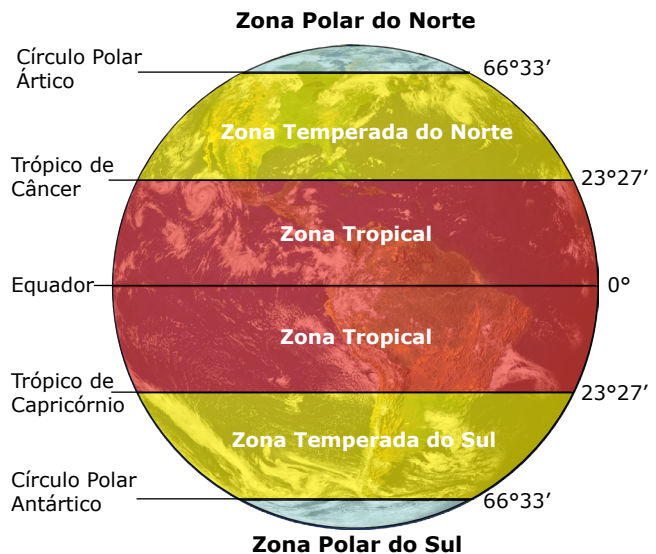 Zona Polar do Norte
Círculo Polar
Ártico
66°33’
Zona Temperada do Norte
Trópico de
Câncer
23°27’
Zona Tropical
Equador
0°
Zona Tropical
Trópico de
Capricórnio
23°27’
Zona Temperada do Sul
Círculo Polar
Antártico
66°33’
Zona Polar do Sul